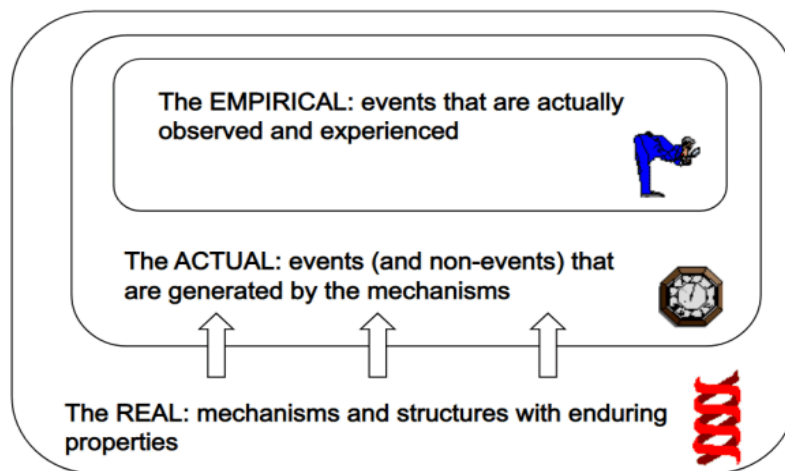 The EMPIRICAL: events that are actually
observed and experienced
The ACTUAL: events (and non-events) that
are generated by the mechanisms
The REAL: mechanisms and structures with enduring
properties